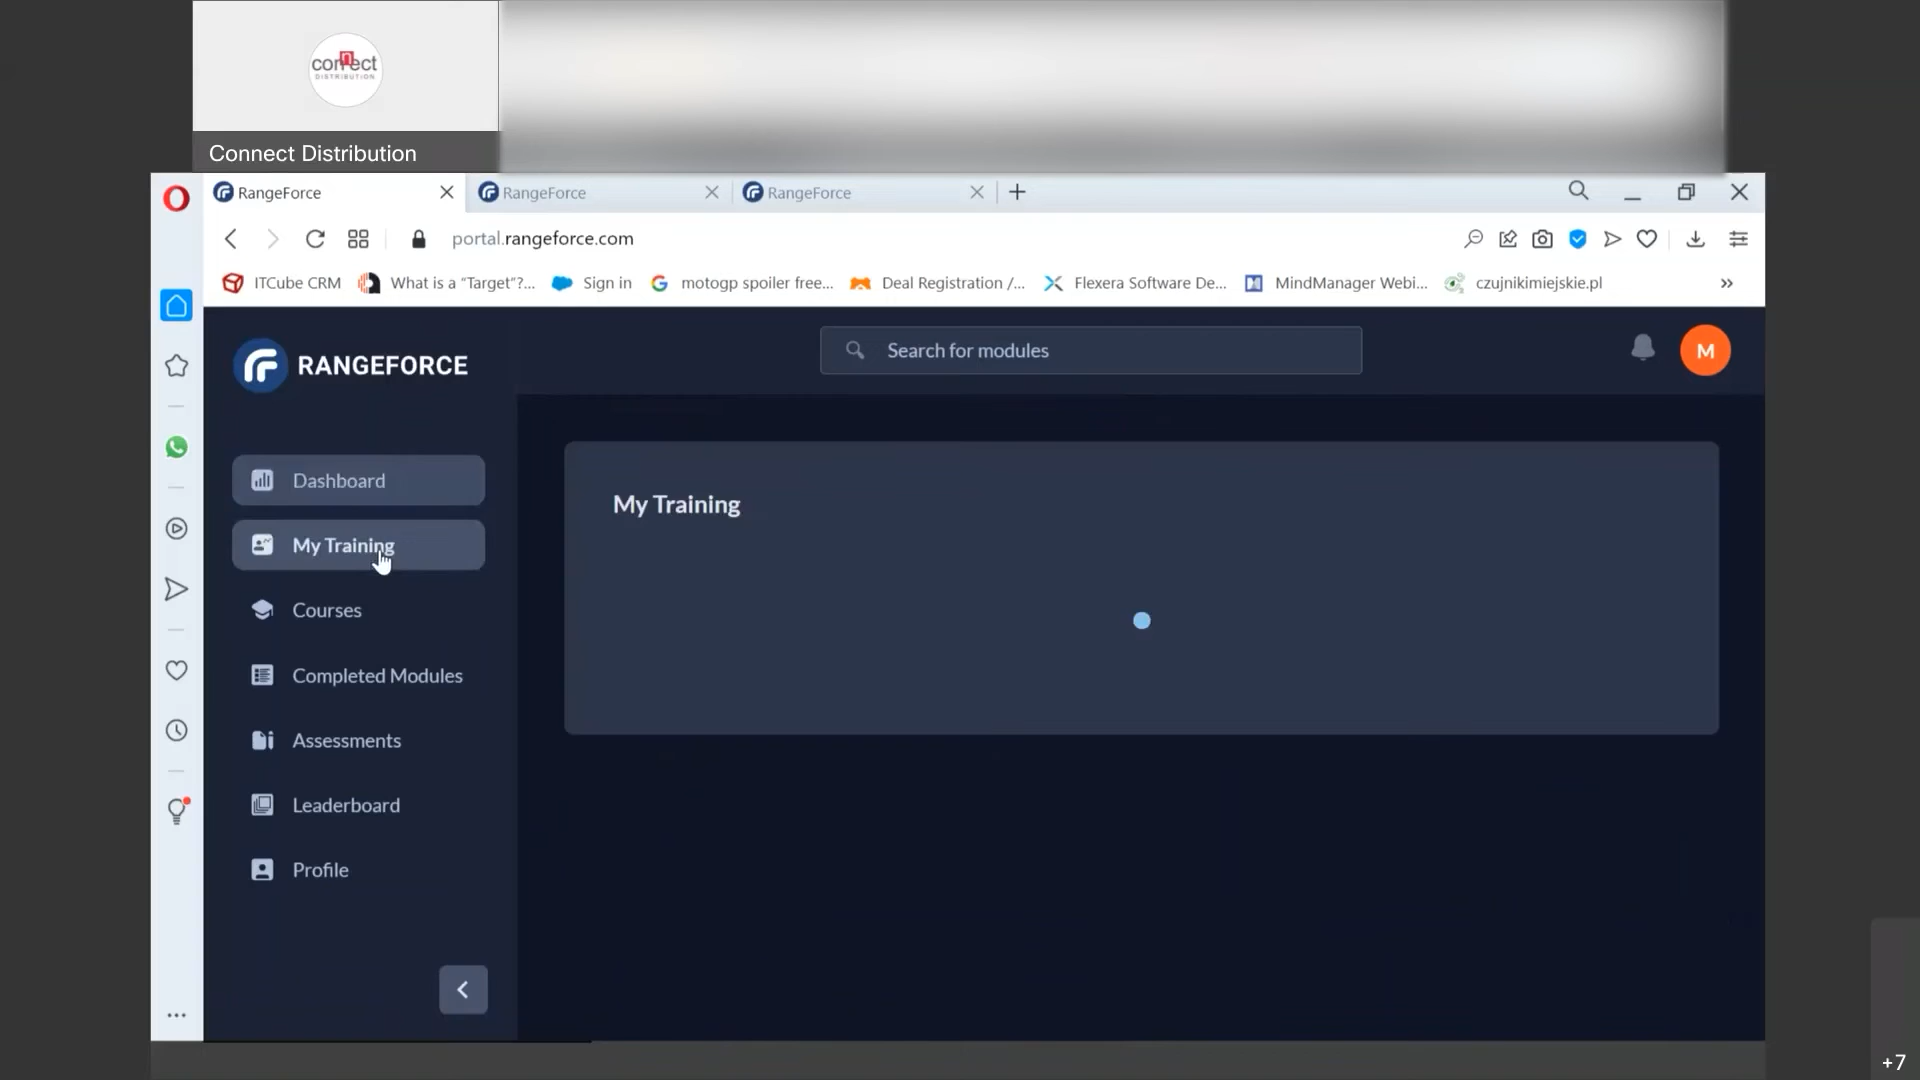 connect
DISTRIBUTION
Connect Distribution
RangeForce
RangeForce
RangeForce
portal.rangeforce.com
ITCube CRM
What is a “Target”?...
Sign in
motogp spoiler free...
Deal Registration /...
Flexera Software De...
MindManager Webi...
czujnikimiejskie.pl
RANGEFORCE
Search for modules
M
Dashboard
My Training
Courses
Completed Modules
Assessments
Leaderboard
Profile
My Training
+7